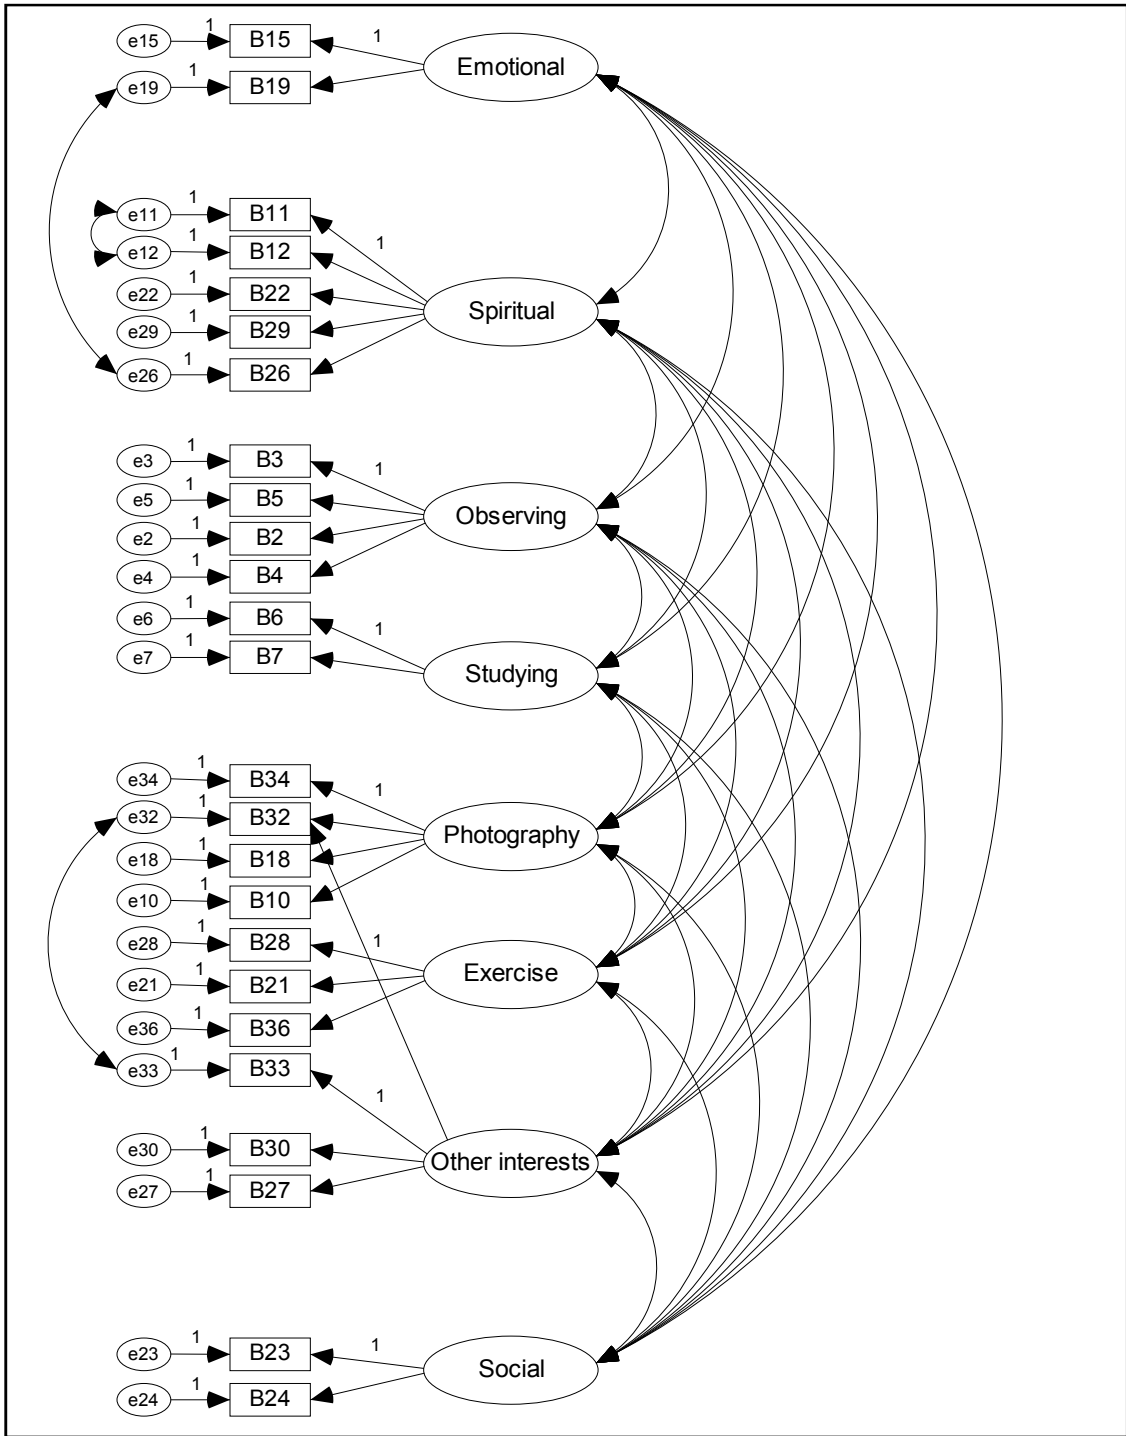 e15 1 B15 1 Emotional
e19 1 B19
e11 1 B11 1
e12 1 B12
e22 1 B22 Spiritual
e29 1 B29
e26 1 B26
e3 1 B3 1
e5 1 B5 Observing
e2 1 B2
e4 1 B4
e6 1 B6 1
e7 1 B7 Studying
e34 1 B34 1
e32 1 B32 Photography
e18 1 B18
e10 1 B10
e28 1 B28 1
e21 1 B21 Exercise
e36 1 B36
e33 1 B33 1
e30 1 B30 Other interests
e27 1 B27
e23 1 B23 1 Social
e24 1 B24